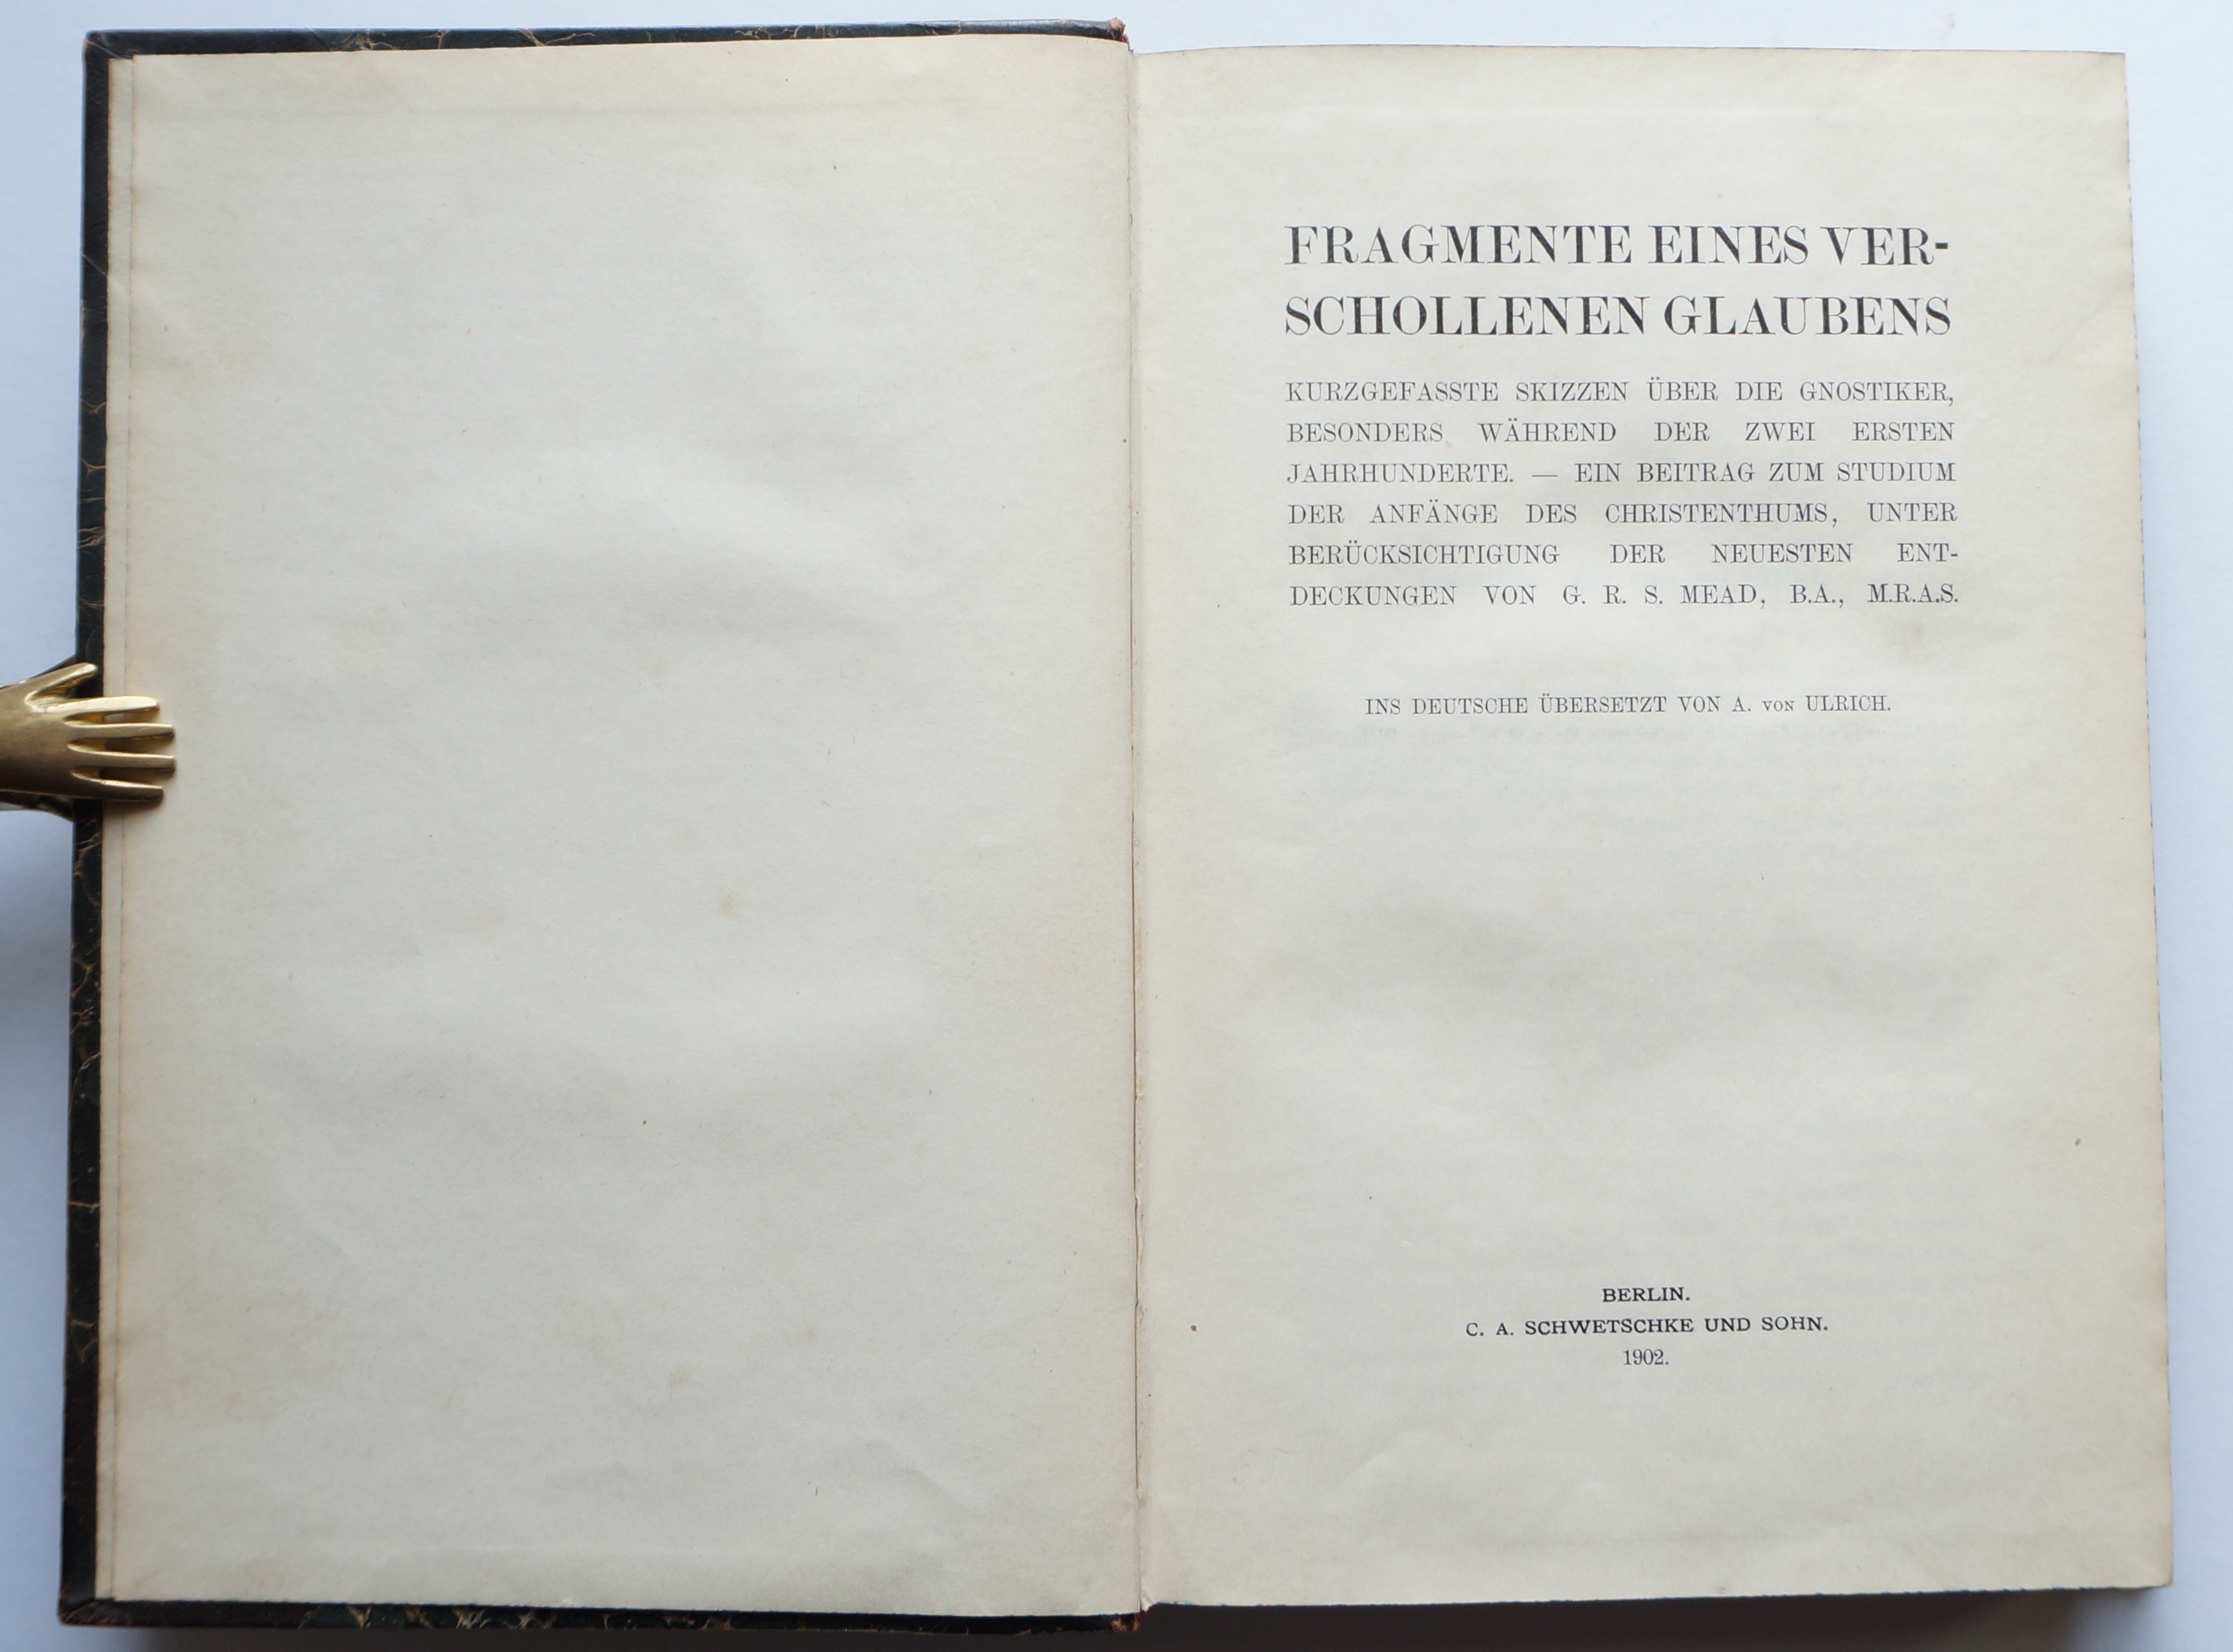 FRAGMENTE EINES VER-
SCHOLLENEN GLAUBENS
KURZGEFASSTE SKIZZEN ÜBER DIE GNOSTIKER,
BESONDERS WÄHREND DER ZWEI ERSTEN
JAHRHUNDERTE. — EIN BEITRAG ZUM STUDIUM
DER ANFÄNGE DES CHRISTENTHUMS, UNTER
BERÜCKSICHTIGUNG DER NEUESTEN ENT-
DECKUNGEN VON G. R. S. MEAD, B.A., M.R.A.S.
INS DEUTSCHE ÜBERSETZT VON A. VON ULRICH.
BERLIN.
C. A. SCHWETSCHKE UND SOHN.
1902.